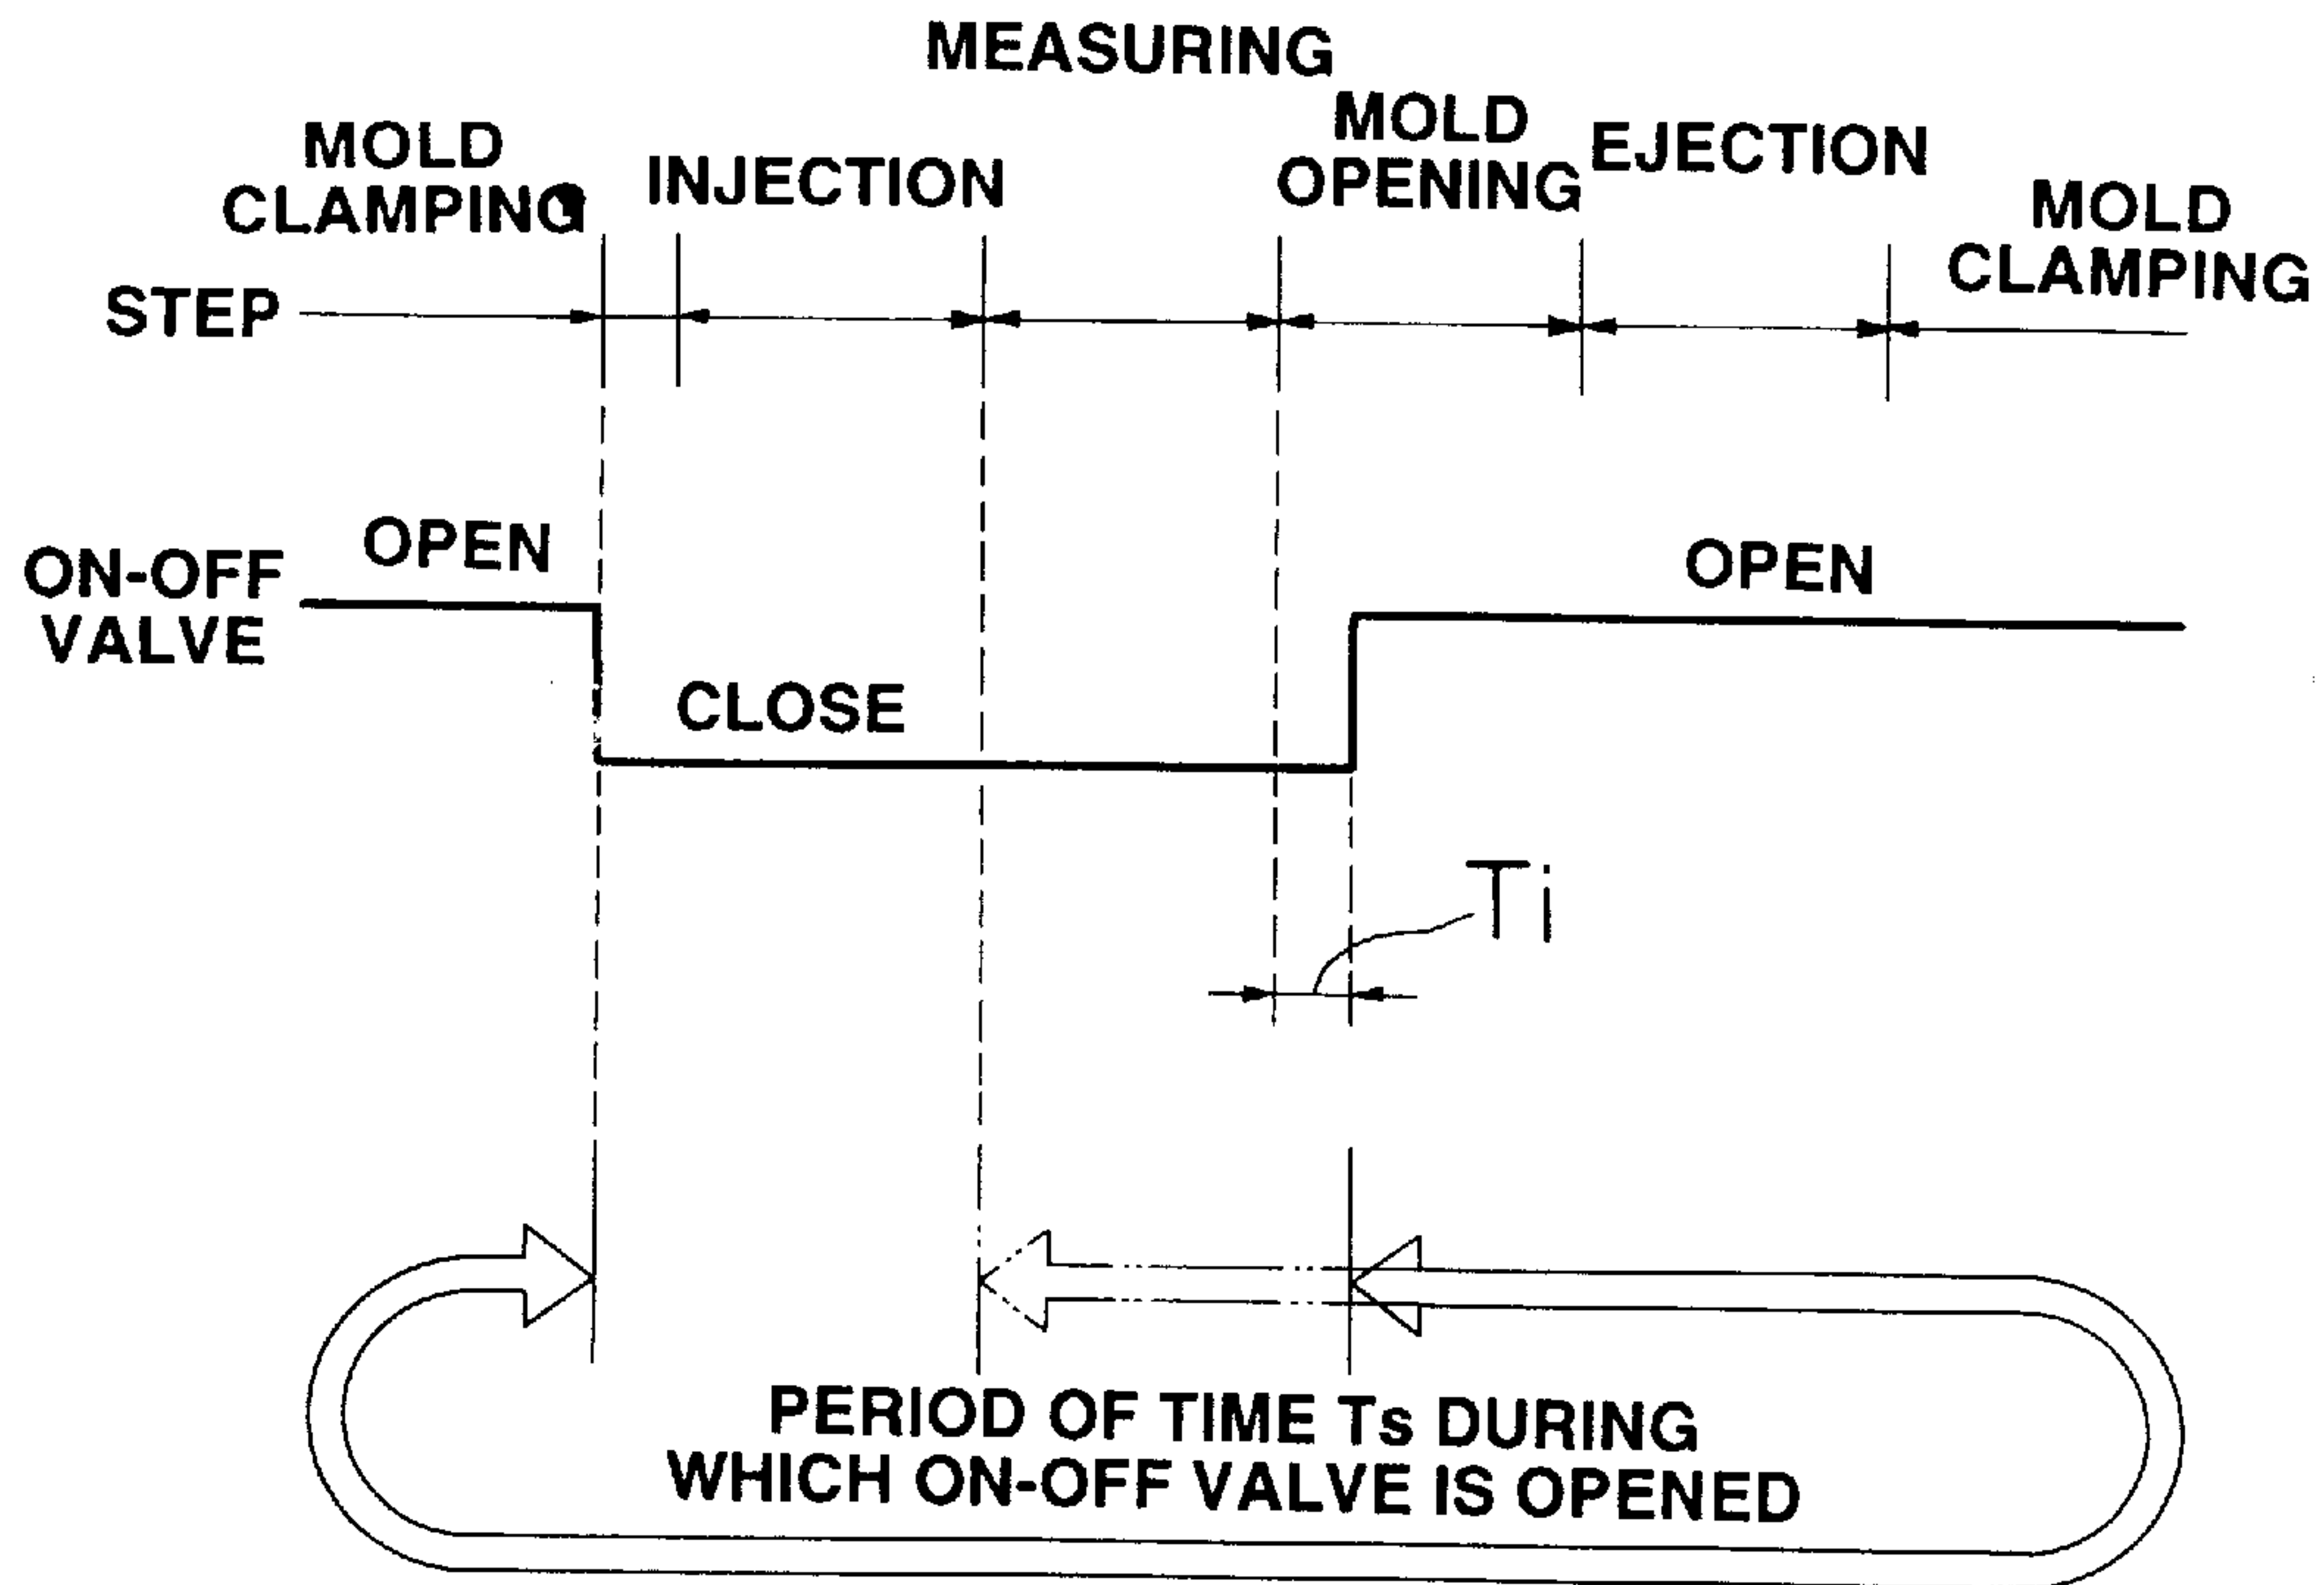 MEASURING
MOLD
CLAMPING
INJECTION
MOLD
OPENING
EJECTION
MOLD
CLAMPING
STEP
ON-OFF
VALVE
OPEN
CLOSE
OPEN
Ti
PERIOD OF TIME Ts DURING
WHICH ON-OFF VALVE IS OPENED